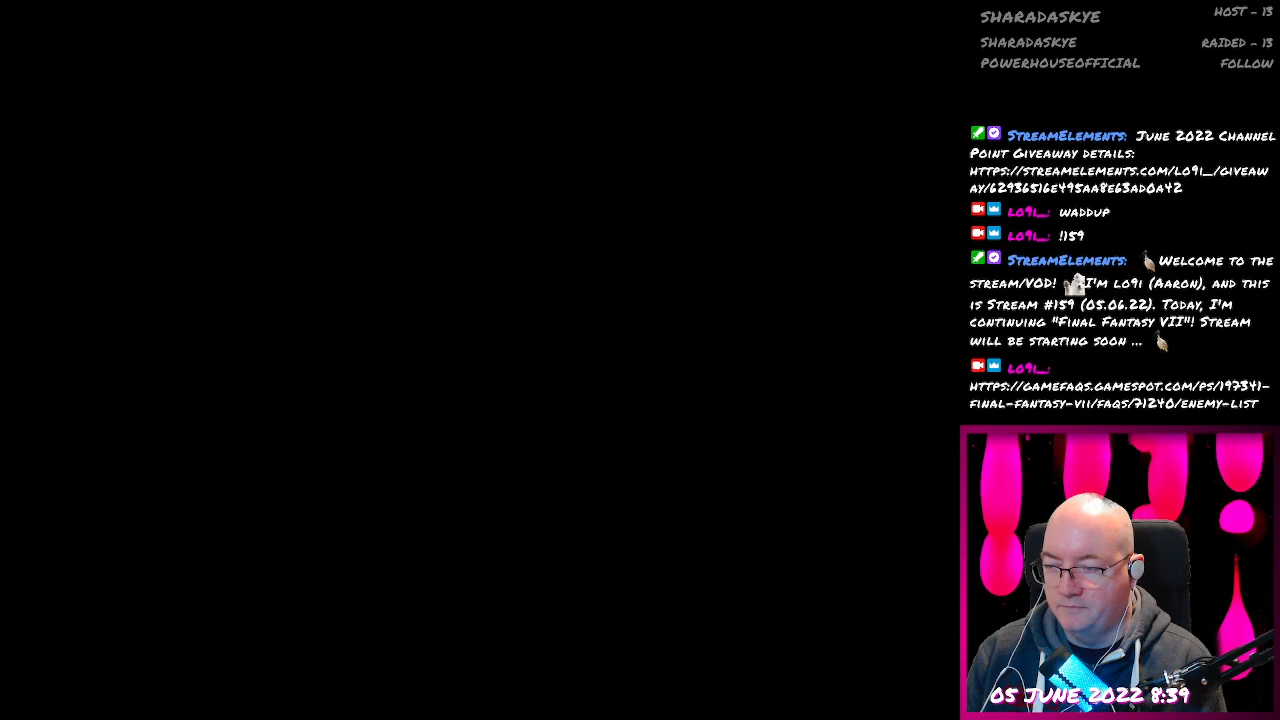 SHARADASKYE HOST - 13
SHARADASKYE RAIDED - 13
POWERHOUSEOFFICIAL FOLLOW
StreamElements: June 2022 Channel
Point Giveaway details:
https://streamelements.com/lo9i_/giveaw
ay/62936516e495aa8e63ad0a42
lo9i_: waddup
lo9i_: !159
StreamElements: Welcome to the
stream/VOD! I'm lo9i (Aaron), and this
is Stream #159 (05.06.22). Today, I'm
continuing "Final Fantasy VII"! Stream
will be starting soon ...
lo9i_:
https://gamefaqs.gamespot.com/ps/197341-
final-fantasy-vii/faqs/71240/enemy-list
05 JUNE 2022 8:39